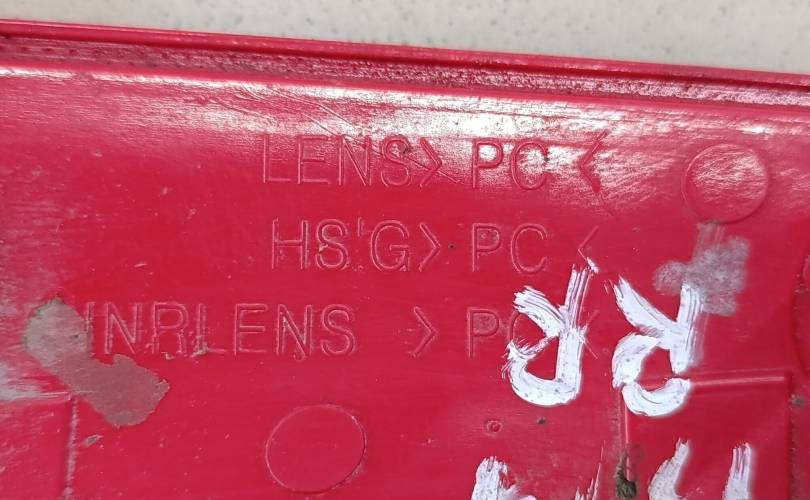 LENS> PC <
HS'G> PC <
INRLENS > PC <
RR